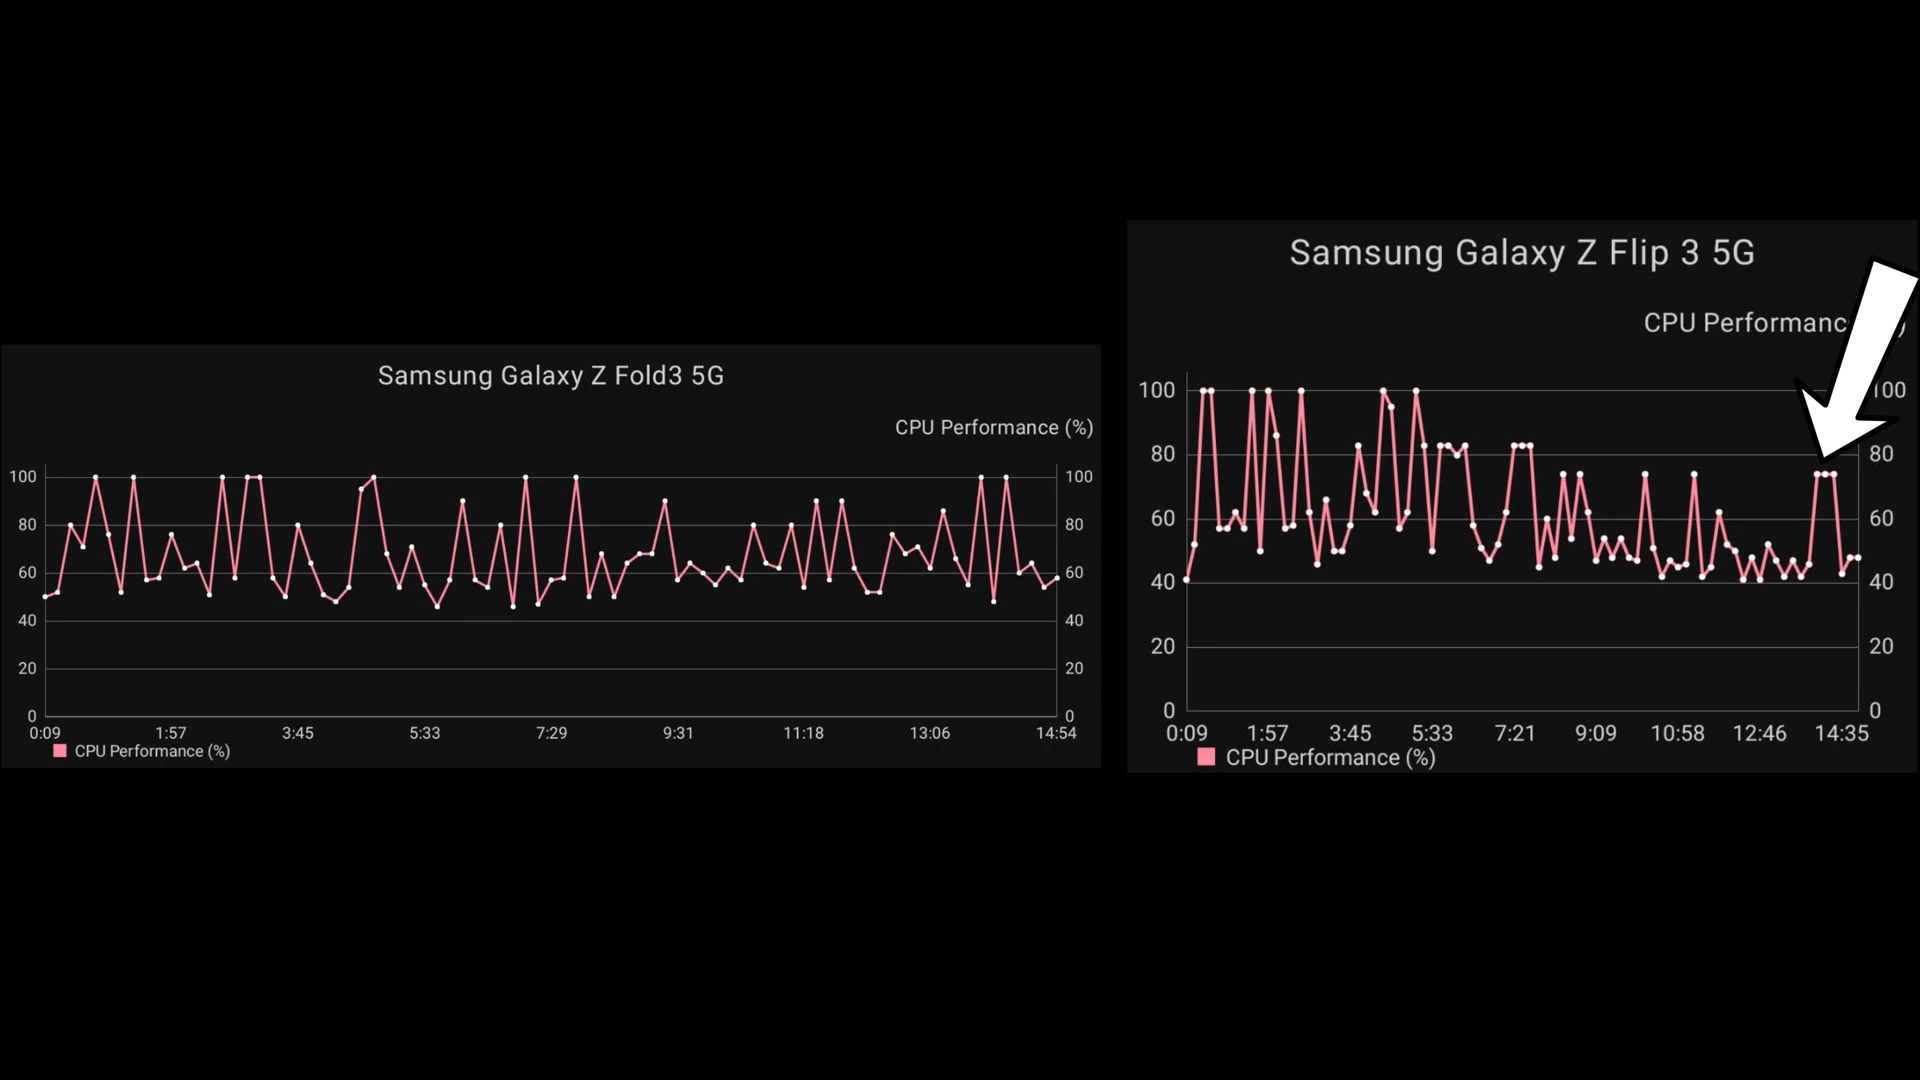 Samsung Galaxy Z Fold3 5G
CPU Performance (%)
100 100
80 80
60 60
40 40
20 20
0 0
0:09 1:57 3:45 5:33 7:29 9:31 11:18 13:06 14:54
CPU Performance (%)
Samsung Galaxy Z Flip 3 5G
CPU Performanc )
100 100
80 80
60 60
40 40
20 20
0 0
0:09 1:57 3:45 5:33 7:21 9:09 10:58 12:46 14:35
CPU Performance (%)